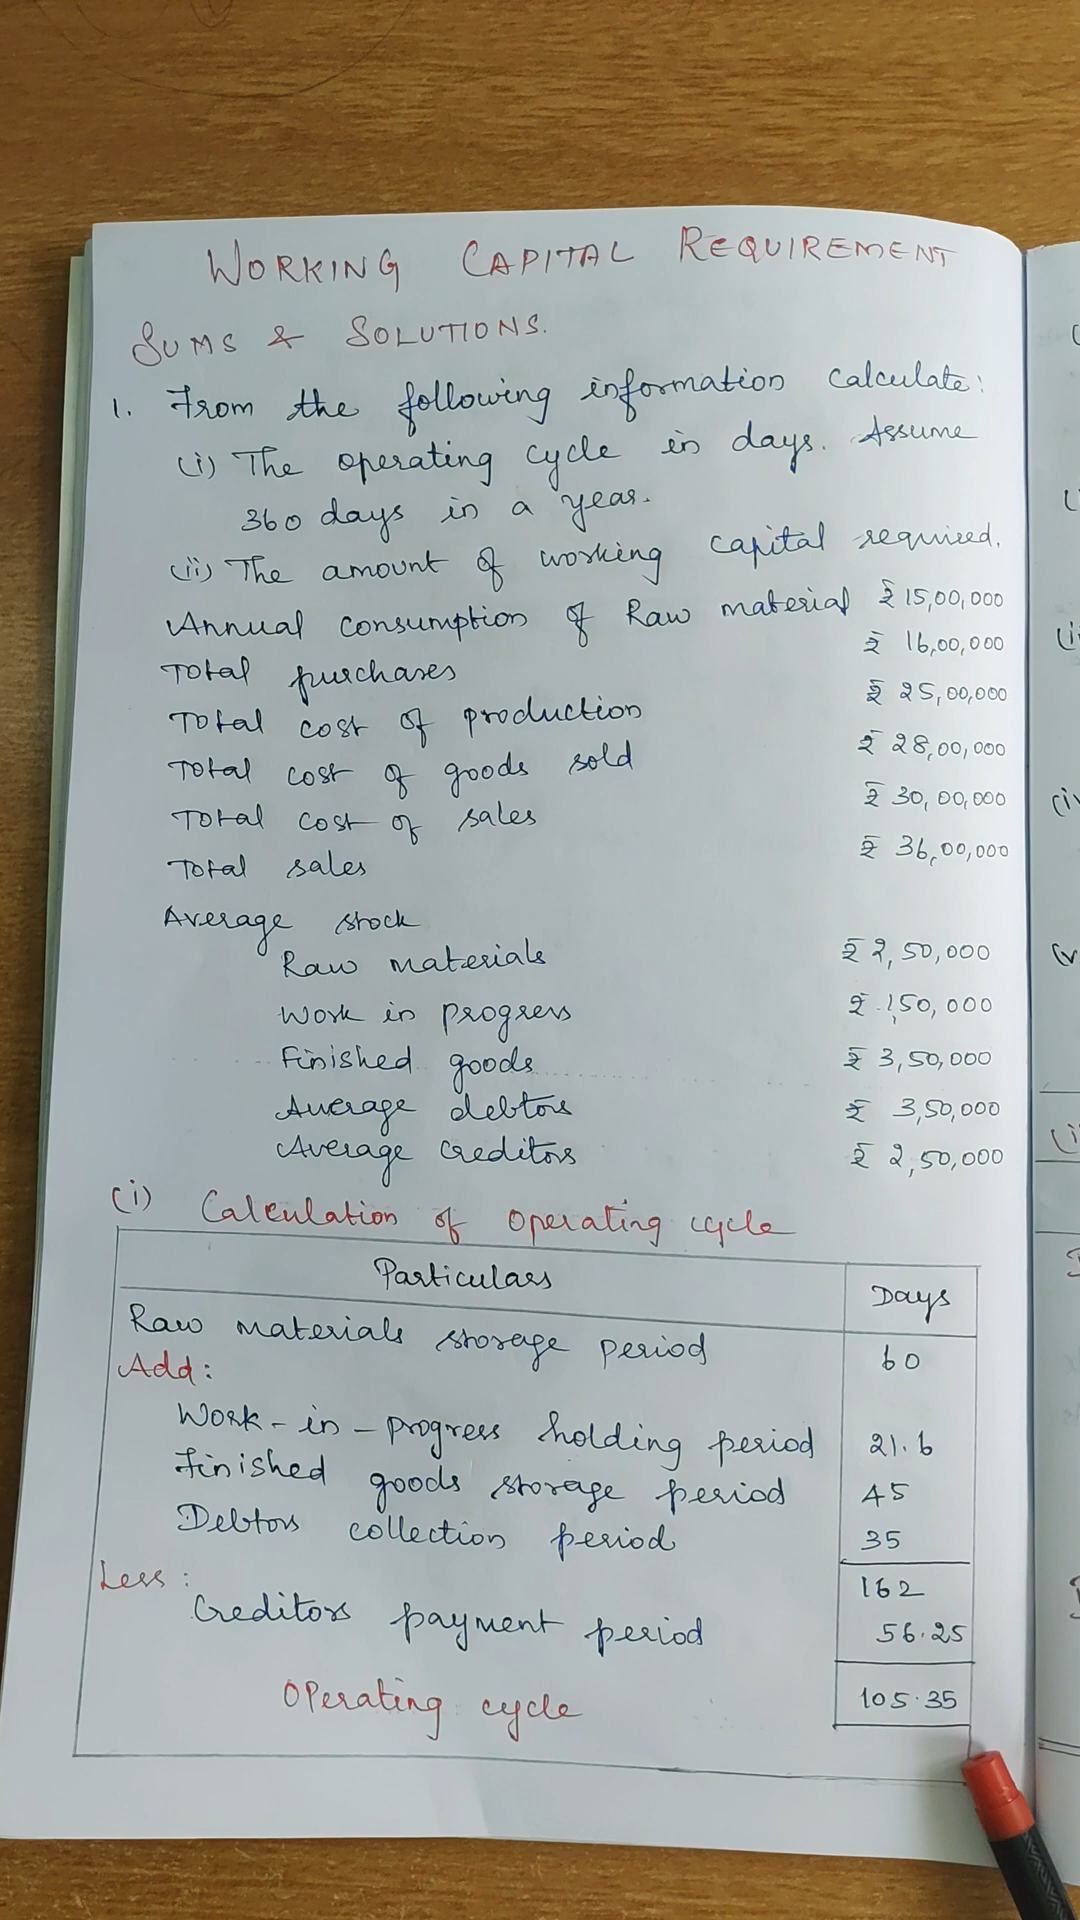 WORKING CAPITAL REQUIREMENT
SUMS & SOLUTIONS.
1. From the following information calculate:
(i) The operating cycle in days. Assume
360 days in a year.
(ii) The amount of working capital required.
Annual consumption of Raw material ₹ 15,00,000
Total purchases ₹ 16,00,000
Total cost of production ₹ 25,00,000
Total cost of goods sold ₹ 28,00,000
Total cost of sales ₹ 30,00,000
Total sales ₹ 36,00,000
Average stock
Raw materials ₹ 2,50,000
Work in progress ₹ 1,50,000
Finished goods ₹ 3,50,000
Average debtors ₹ 3,50,000
Average creditors ₹ 2,50,000
(i) Calculation of operating cycle
Particulars Days
Raw materials storage period 60
Add:
Work-in-progress holding period 21.6
Finished goods storage period 45
Debtors collection period 35
162
Less:
Creditors payment period 56.25
Operating cycle 105.35